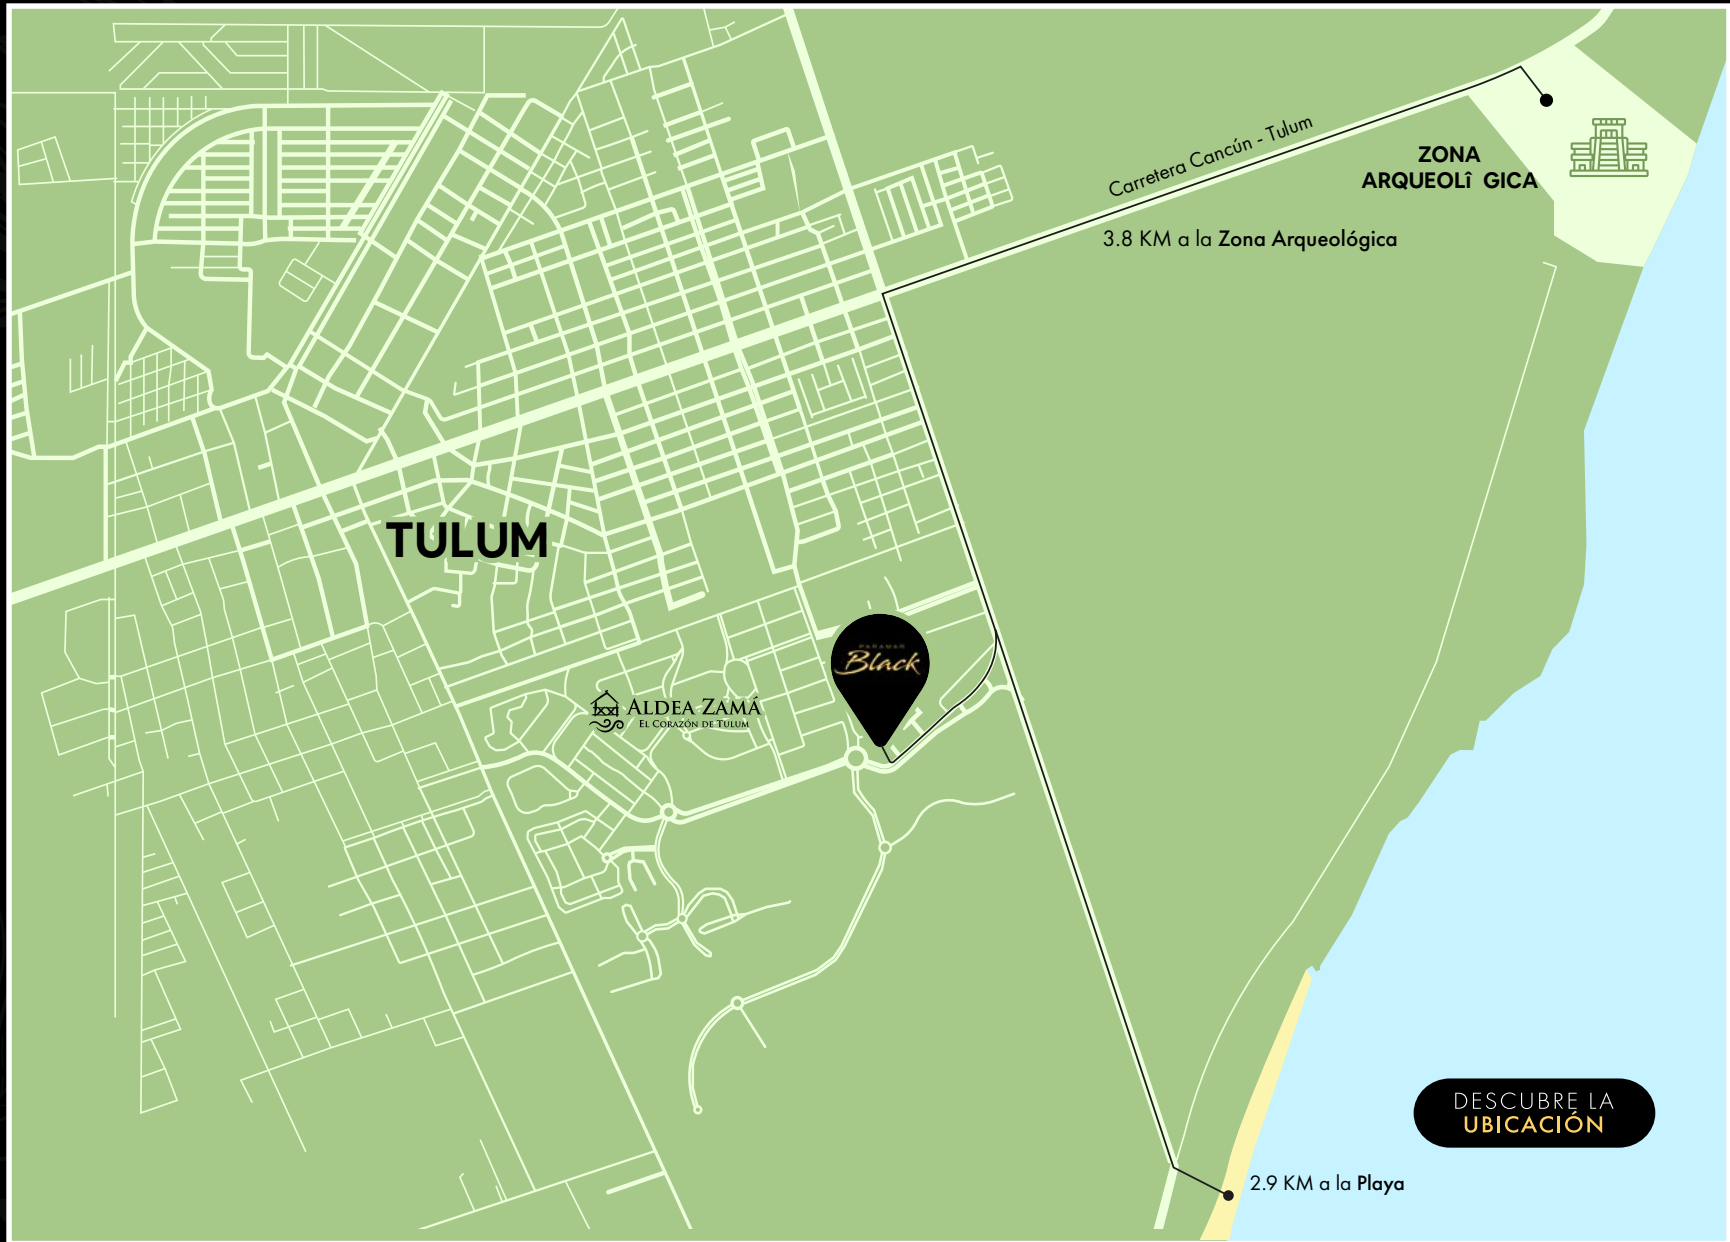 Carretera Cancún - Tulum
ZONA
ARQUEOLî GICA
3.8 KM a la Zona Arqueológica
TULUM
PARAMAR
Black
ALDEA ZAMÁ
EL CORAZÓN DE TULUM
DESCUBRE LA
UBICACIÓN
2.9 KM a la Playa